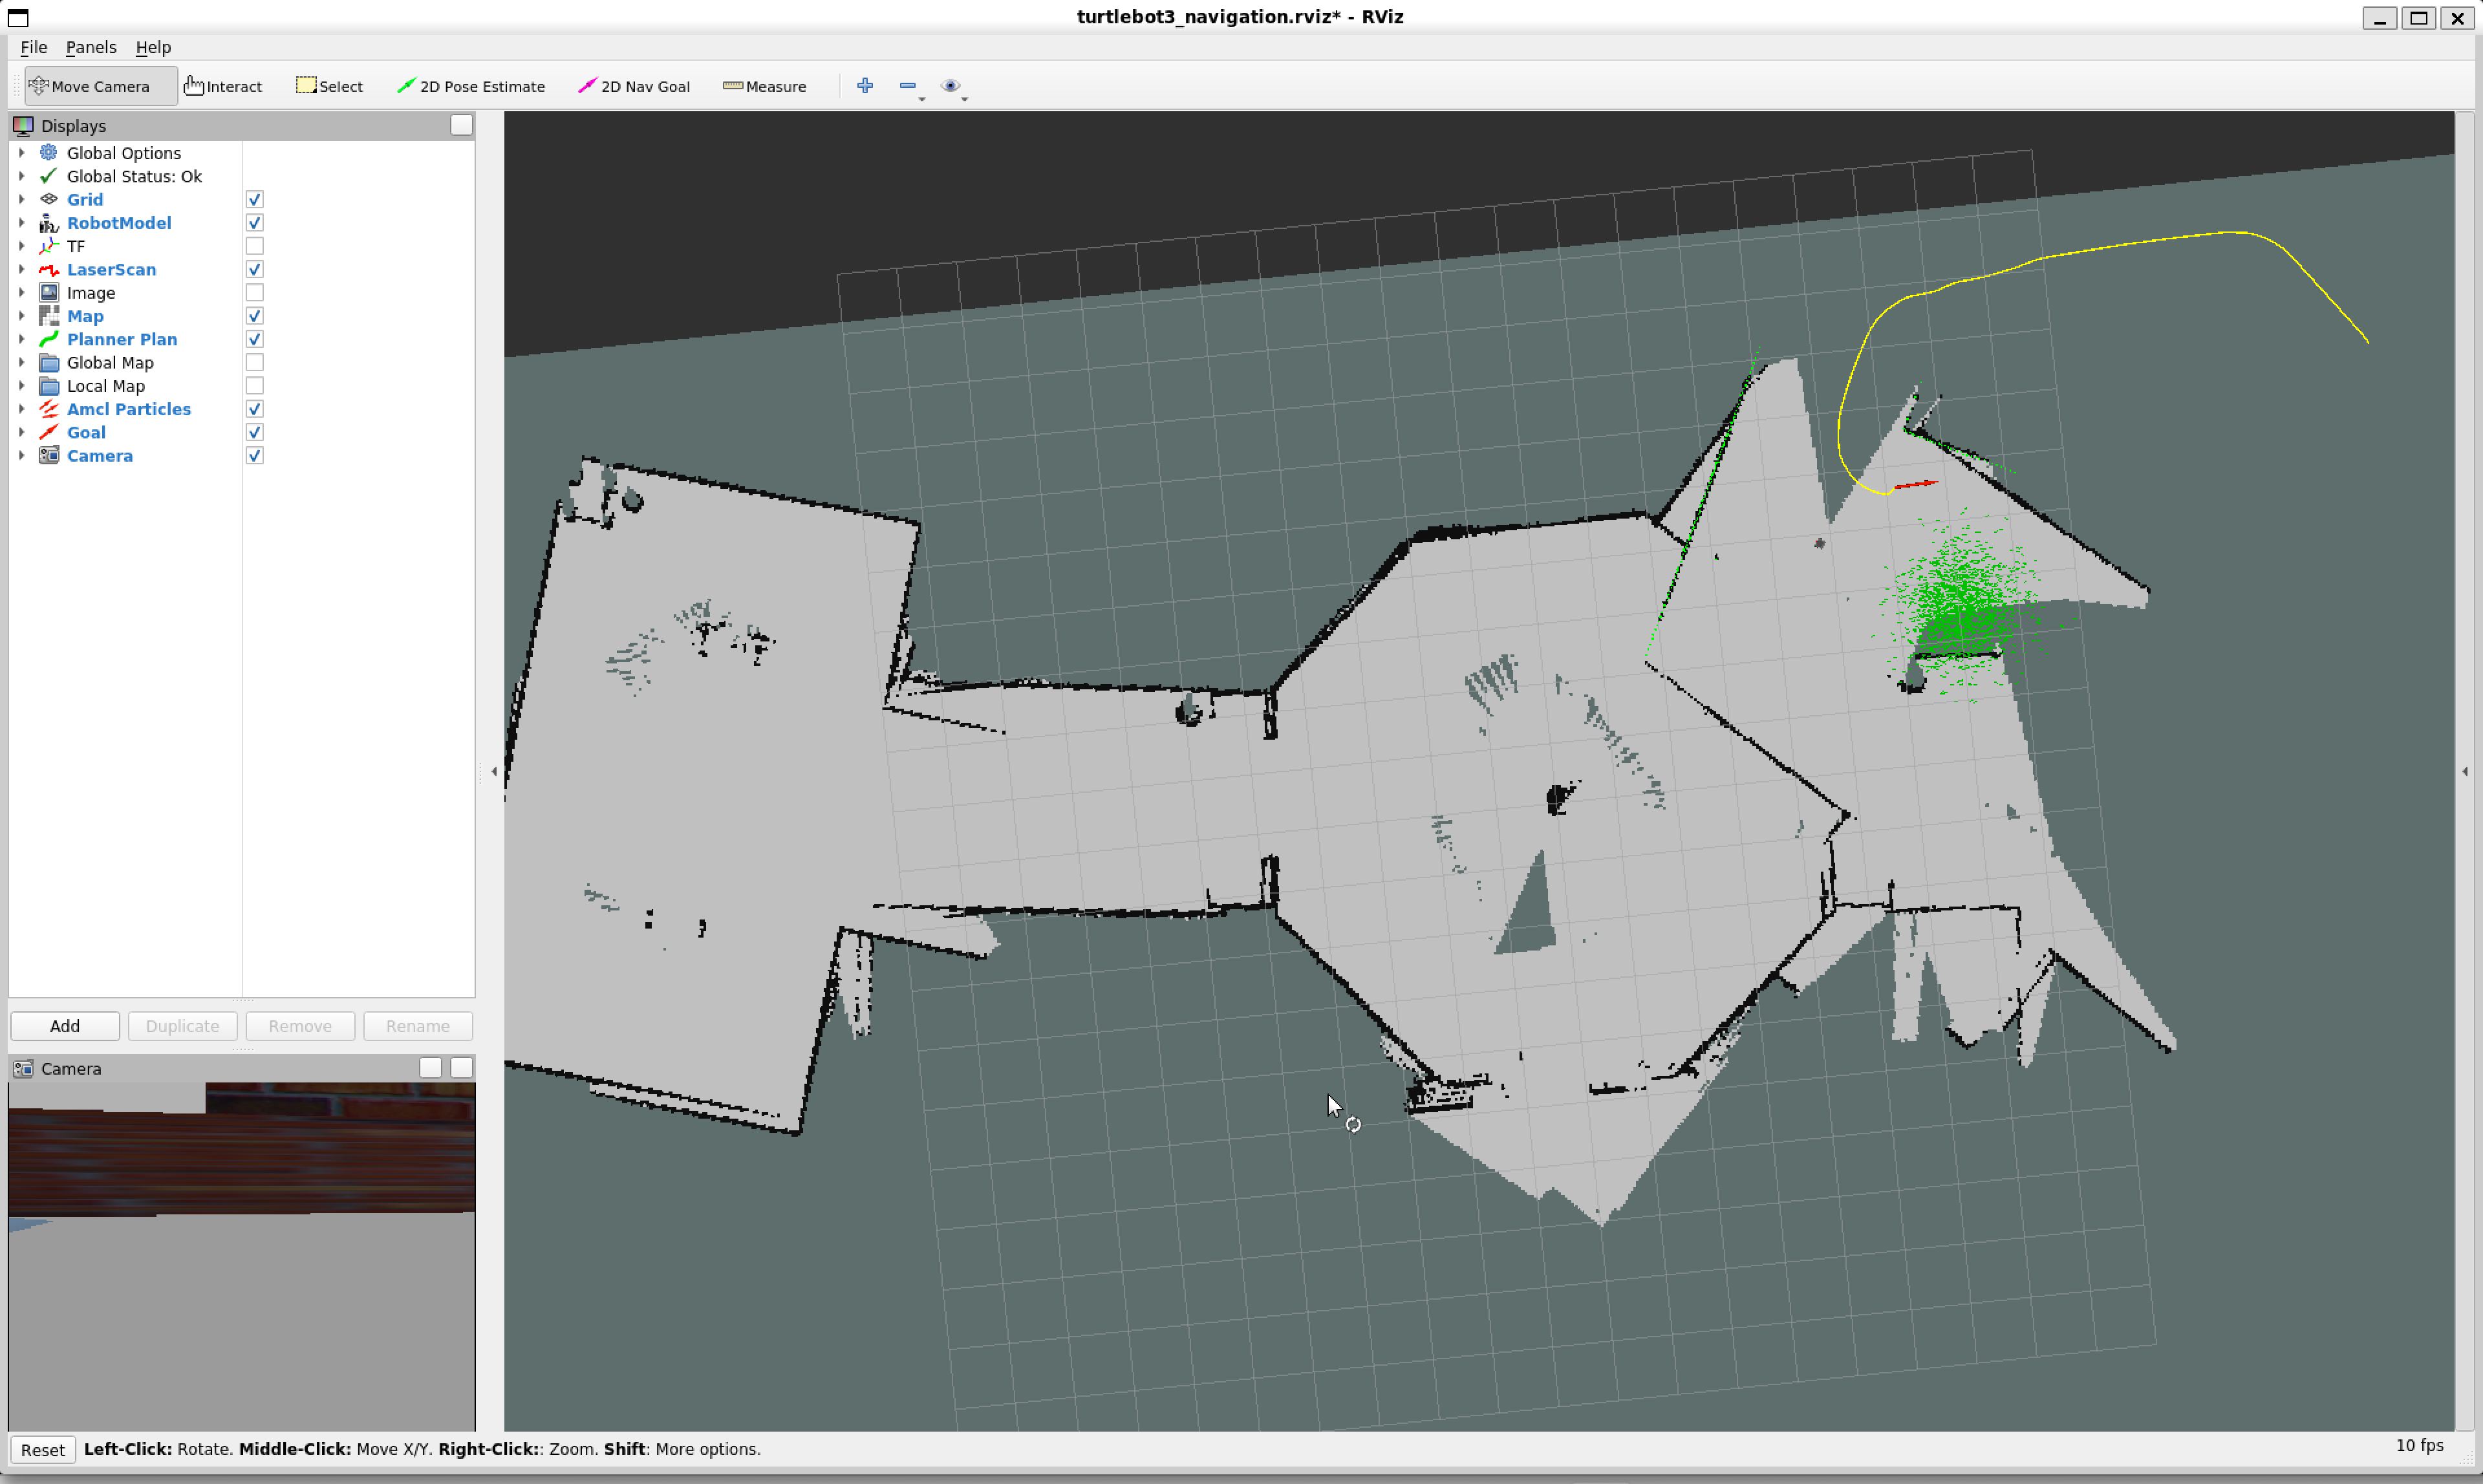 turtlebot3_navigation.rviz* - RViz
File Panels Help
Move Camera Interact Select 2D Pose Estimate 2D Nav Goal Measure
Displays
Global Options
Global Status: Ok
Grid
RobotModel
TF
LaserScan
Image
Map
Planner Plan
Global Map
Local Map
Amcl Particles
Goal
Camera
Add Duplicate Remove Rename
Camera
Reset Left-Click: Rotate. Middle-Click: Move X/Y. Right-Click:: Zoom. Shift: More options. 10 fps